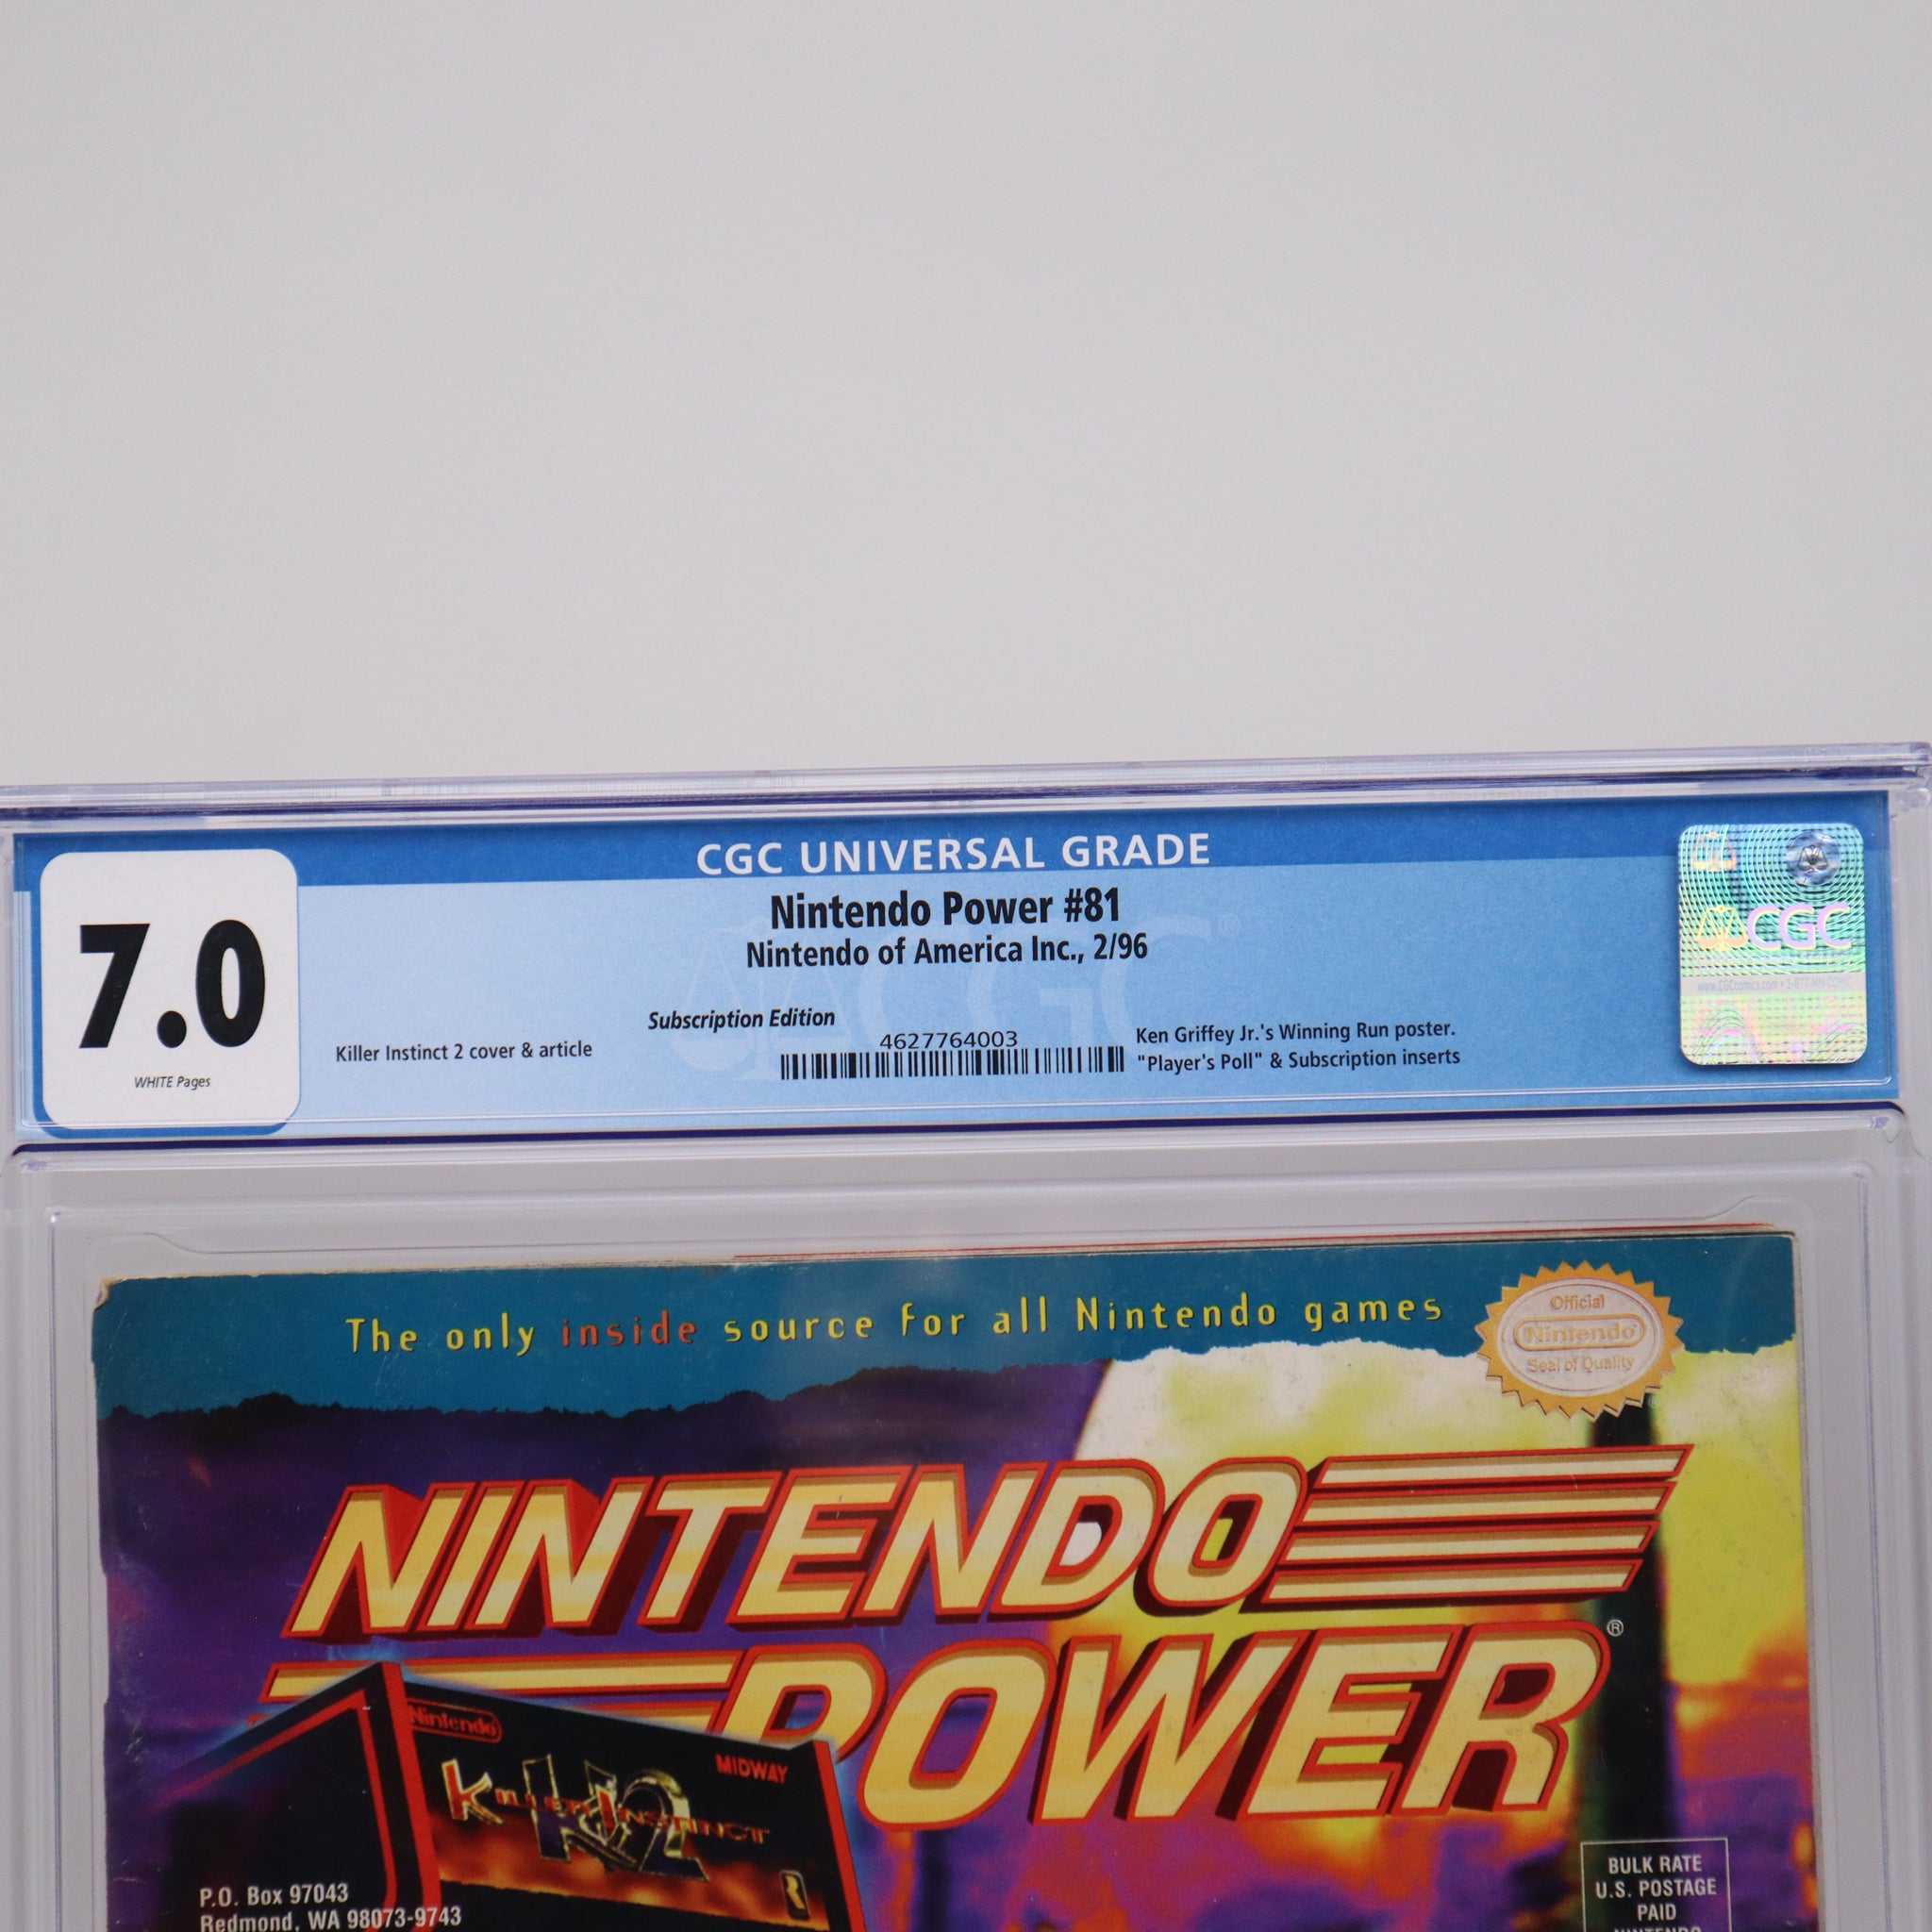 CGC UNIVERSAL GRADE
7.0
WHITE Pages
Nintendo Power #81
Nintendo of America Inc., 2/96
Subscription Edition
Killer Instinct 2 cover & article
4627764003
Ken Griffey Jr.'s Winning Run poster.
"Player's Poll" & Subscription inserts
CGC
The only inside source for all Nintendo games
Official
Nintendo
Seal of Quality
NINTENDO
POWER®
Nintendo
MIDWAY
KILLER INSTINCT
P.O. Box 97043
Redmond, WA 98073-9743
BULK RATE
U.S. POSTAGE
PAID
NINTENDO